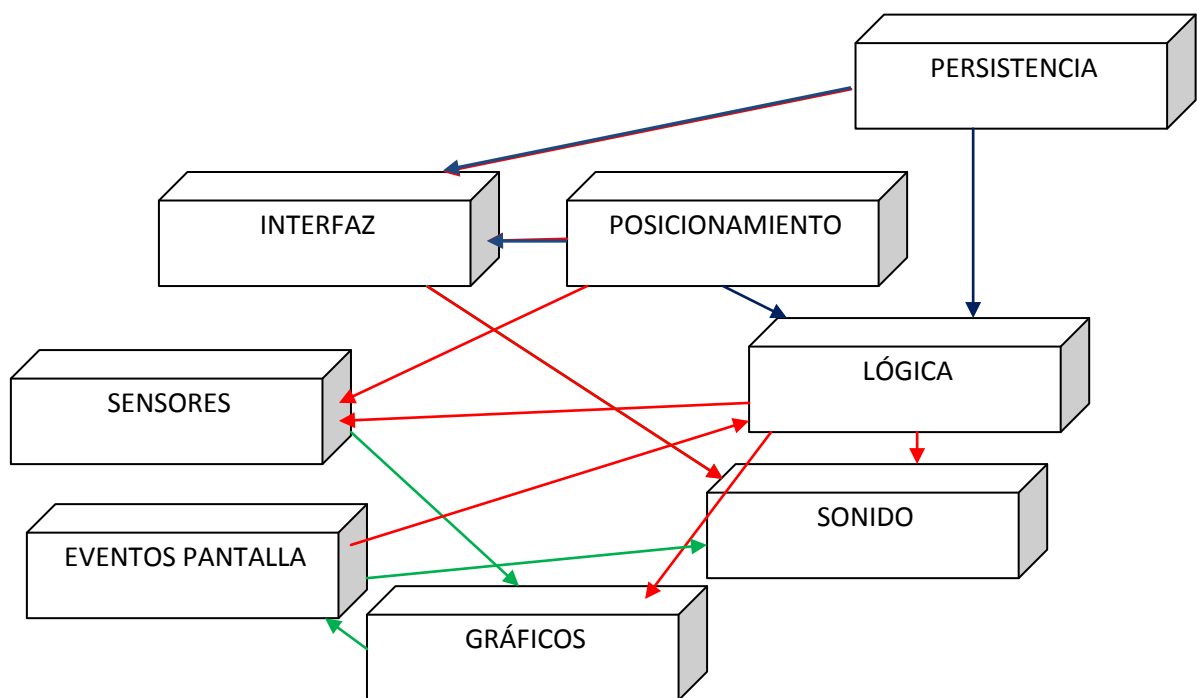 PERSISTENCIA
INTERFAZ
POSICIONAMIENTO
LÓGICA
SENSORES
SONIDO
EVENTOS PANTALLA
GRÁFICOS